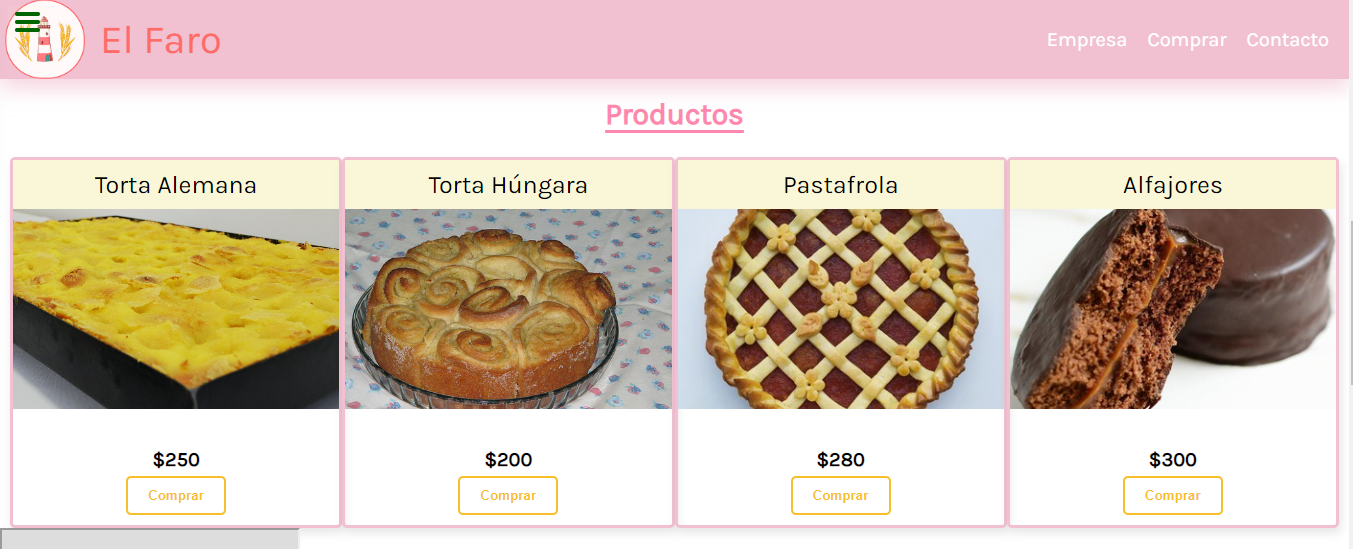 El Faro
Empresa Comprar Contacto
Productos
Torta Alemana
Torta Húngara
Pastafrola
Alfajores
$250
$200
$280
$300
Comprar
Comprar
Comprar
Comprar